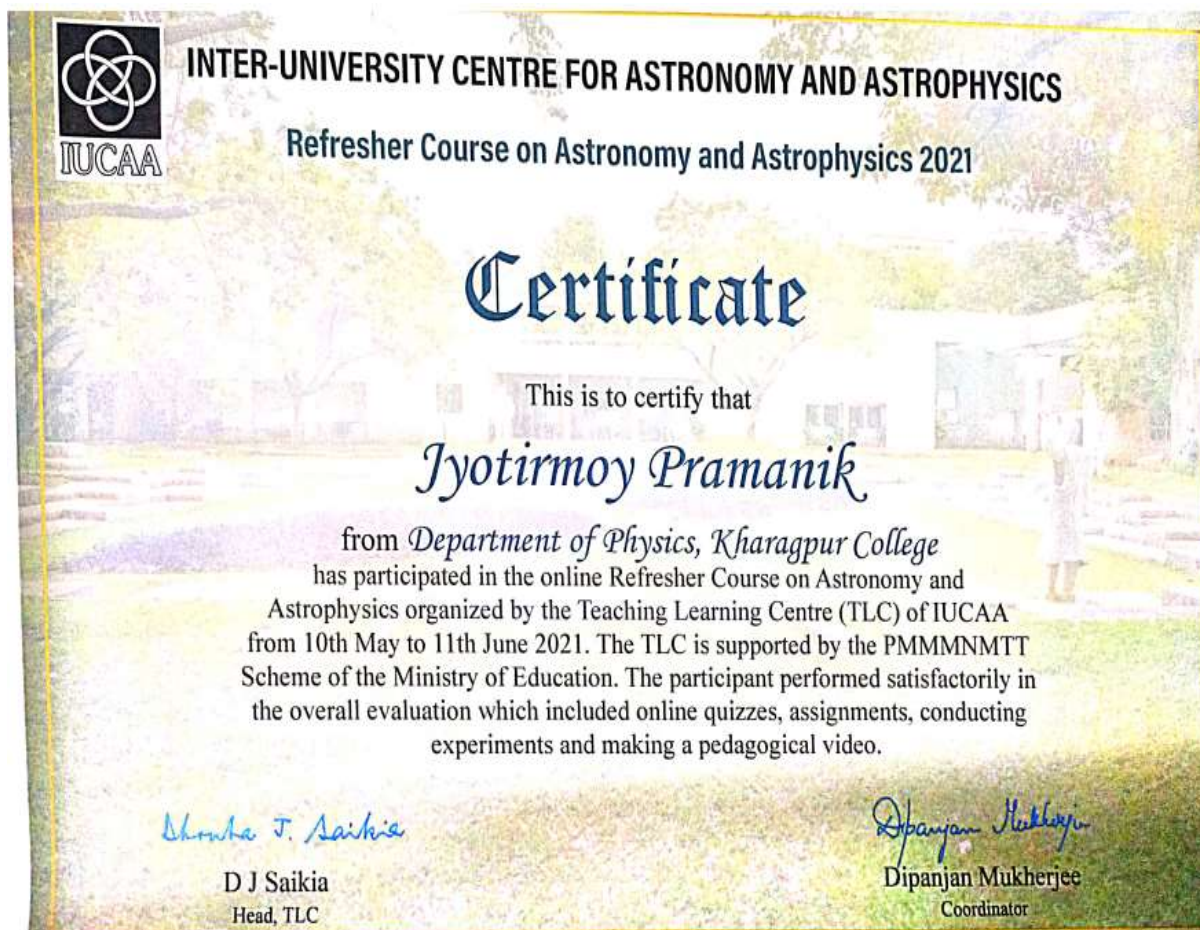 IUCAA
INTER-UNIVERSITY CENTRE FOR ASTRONOMY AND ASTROPHYSICS
Refresher Course on Astronomy and Astrophysics 2021
Certificate
This is to certify that
Jyotirmoy Pramanik
from Department of Physics, Kharagpur College
has participated in the online Refresher Course on Astronomy and
Astrophysics organized by the Teaching Learning Centre (TLC) of IUCAA
from 10th May to 11th June 2021. The TLC is supported by the PMMMNMTT
Scheme of the Ministry of Education. The participant performed satisfactorily in
the overall evaluation which included online quizzes, assignments, conducting
experiments and making a pedagogical video.
J. Saikia
D J Saikia
Head, TLC
Dipanjan Mukherjee
Dipanjan Mukherjee
Coordinator